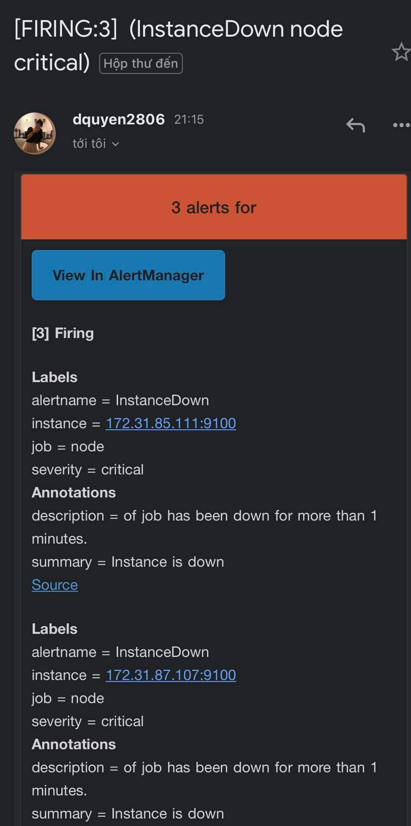 [FIRING:3] (InstanceDown node
critical) Hộp thư đến
dquyen2806 21:15
tới tôi
3 alerts for
View In AlertManager
[3] Firing
Labels
alertname = InstanceDown
instance = 172.31.85.111:9100
job = node
severity = critical
Annotations
description = of job has been down for more than 1
minutes.
summary = Instance is down
Source
Labels
alertname = InstanceDown
instance = 172.31.87.107:9100
job = node
severity = critical
Annotations
description = of job has been down for more than 1
minutes.
summary = Instance is down